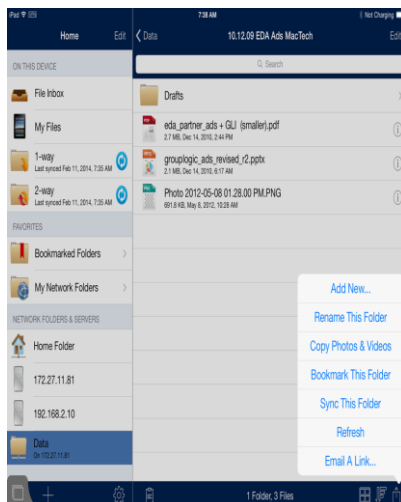 iPad
7:38 AM
Not Charging
Home
Edit
Data
10.12.09 EDA Ads MacTech
Edit
ON THIS DEVICE
File Inbox
My Files
1-way
Last synced Feb 11, 2014, 7:35 AM
2-way
Last synced Feb 11, 2014, 7:35 AM
FAVORITES
Bookmarked Folders
My Network Folders
NETWORK FOLDERS & SERVERS
Home Folder
172.27.11.81
192.168.2.10
Data
On 172.27.11.81
Search
Drafts
eda_partner_ads + GLI (smaller).pdf
2.7 MB, Dec 14, 2010, 2:44 PM
grouplogic_ads_revised_r2.pptx
2.1 MB, Dec 14, 2010, 6:17 AM
Photo 2012-05-08 01.28.00 PM.PNG
691.8 KB, May 8, 2012, 10:28 AM
Add New...
Rename This Folder
Copy Photos & Videos
Bookmark This Folder
Sync This Folder
Refresh
Email A Link...
1 Folder, 3 Files